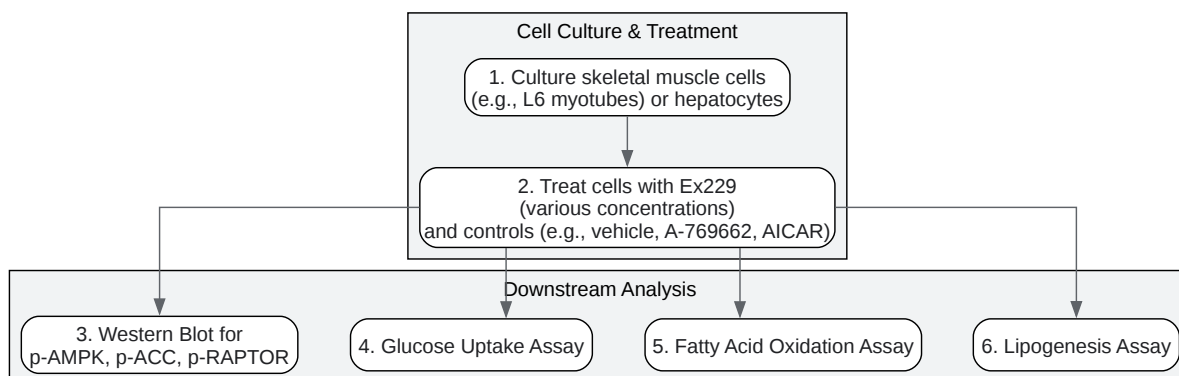 Cell Culture & Treatment
1. Culture skeletal muscle cells
(e.g., L6 myotubes) or hepatocytes
2. Treat cells with Ex229
(various concentrations)
and controls (e.g., vehicle, A-769662, AICAR)
Downstream Analysis
3. Western Blot for
p-AMPK, p-ACC, p-RAPTOR
4. Glucose Uptake Assay
5. Fatty Acid Oxidation Assay
6. Lipogenesis Assay